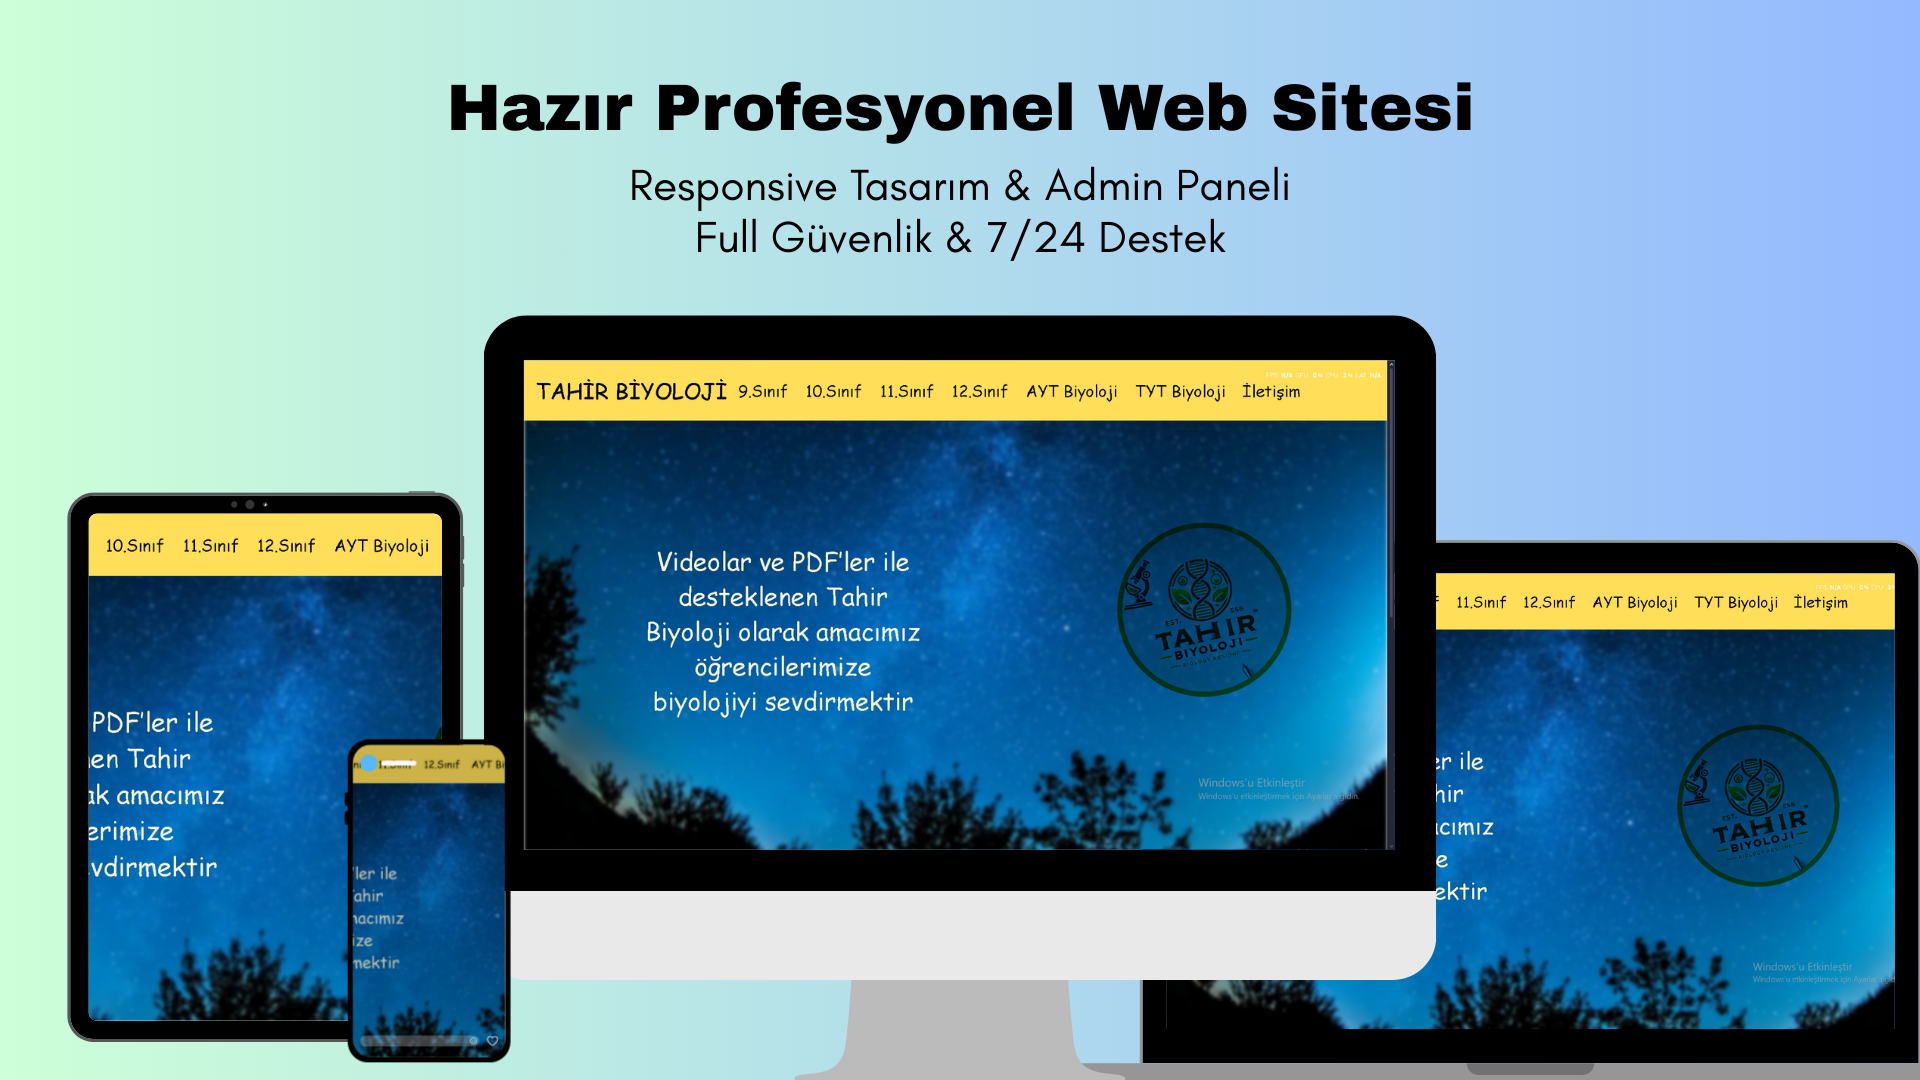 Hazır Profesyonel Web Sitesi
Responsive Tasarım & Admin Paneli
Full Güvenlik & 7/24 Destek
TAHİR BİYOLOJİ 9.Sınıf 10.Sınıf 11.Sınıf 12.Sınıf AYT Biyoloji TYT Biyoloji İletişim
Videolar ve PDF'ler ile
desteklenen Tahir
Biyoloji olarak amacımız
öğrencilerimize
biyolojiyi sevdirmektir
EST.
TAHIR
BIYOLOJI
Windows'u Etkinleştir
Windows'u etkinleştirmek için Ayarlar'a gidin.
10.Sınıf 11.Sınıf 12.Sınıf AYT Biyoloji
PDF'ler ile
en Tahir
ak amacımız
erimize
vdirmektir
11.Sınıf 12.Sınıf AYT Bi
'ler ile
ahir
macımız
ize
mektir
11.Sınıf 12.Sınıf AYT Biyoloji TYT Biyoloji İletişim
er ile
hir
acımız
e
ektir
EST.
TAHIR
BIYOLOJI
Windows'u Etkinleştir
Windows'u etkinleştirmek için Ayarlar'a